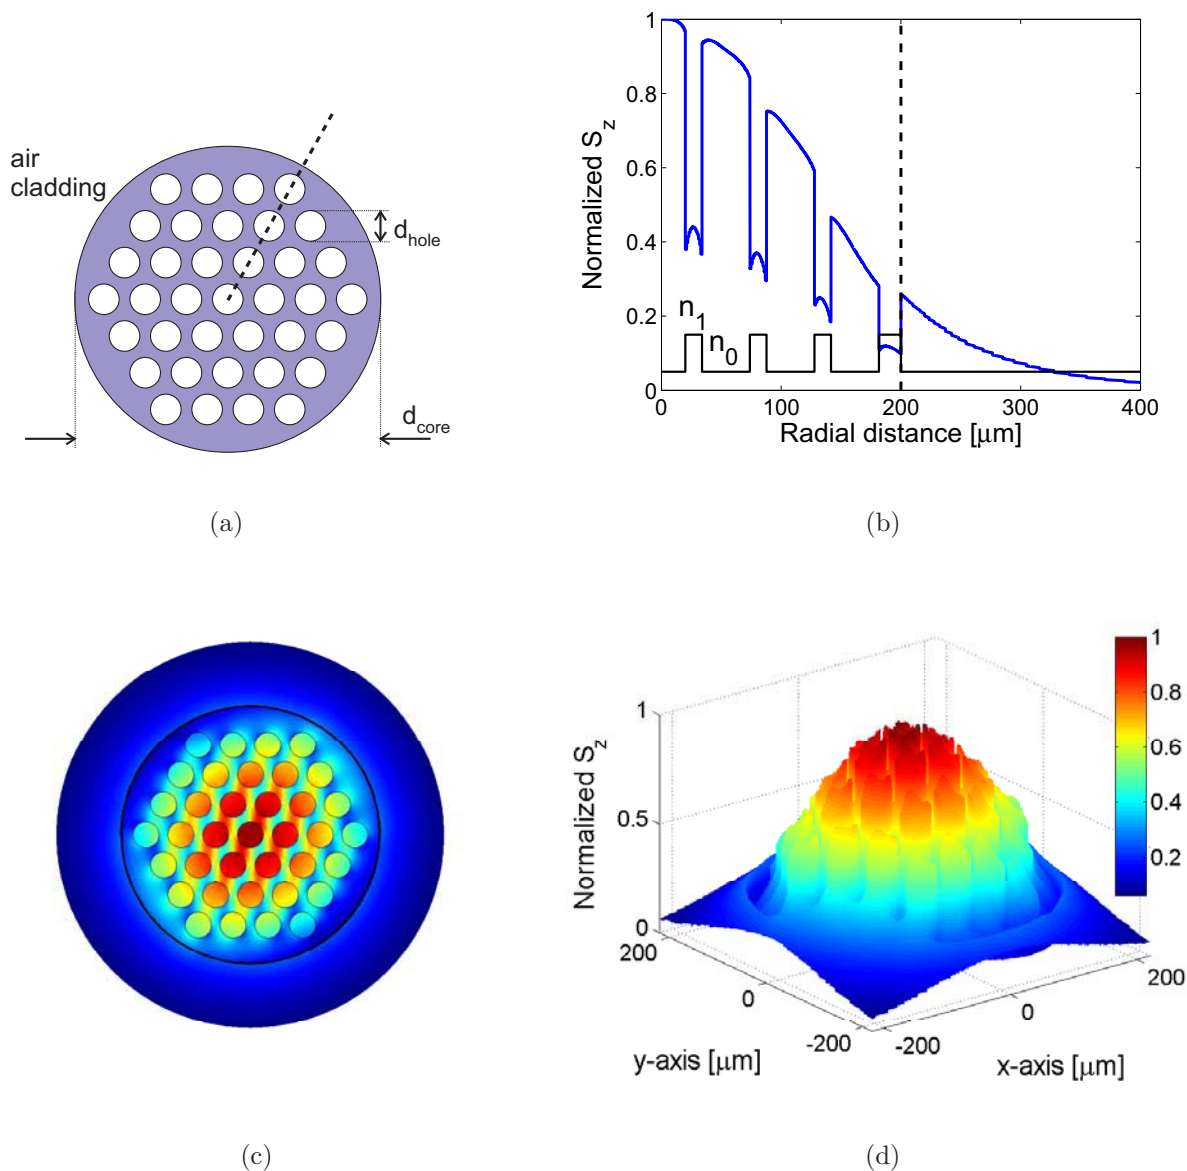 air
cladding
d_hole
d_core
(a)
1
0.8
0.6
0.4
0.2
0
Normalized S_z
n_1
n_0
0
100
200
300
400
Radial distance [μm]
(b)
(c)
1
0.5
0
Normalized S_z
200
0
-200
y-axis [μm]
-200
0
200
x-axis [μm]
1
0.8
0.6
0.4
0.2
(d)